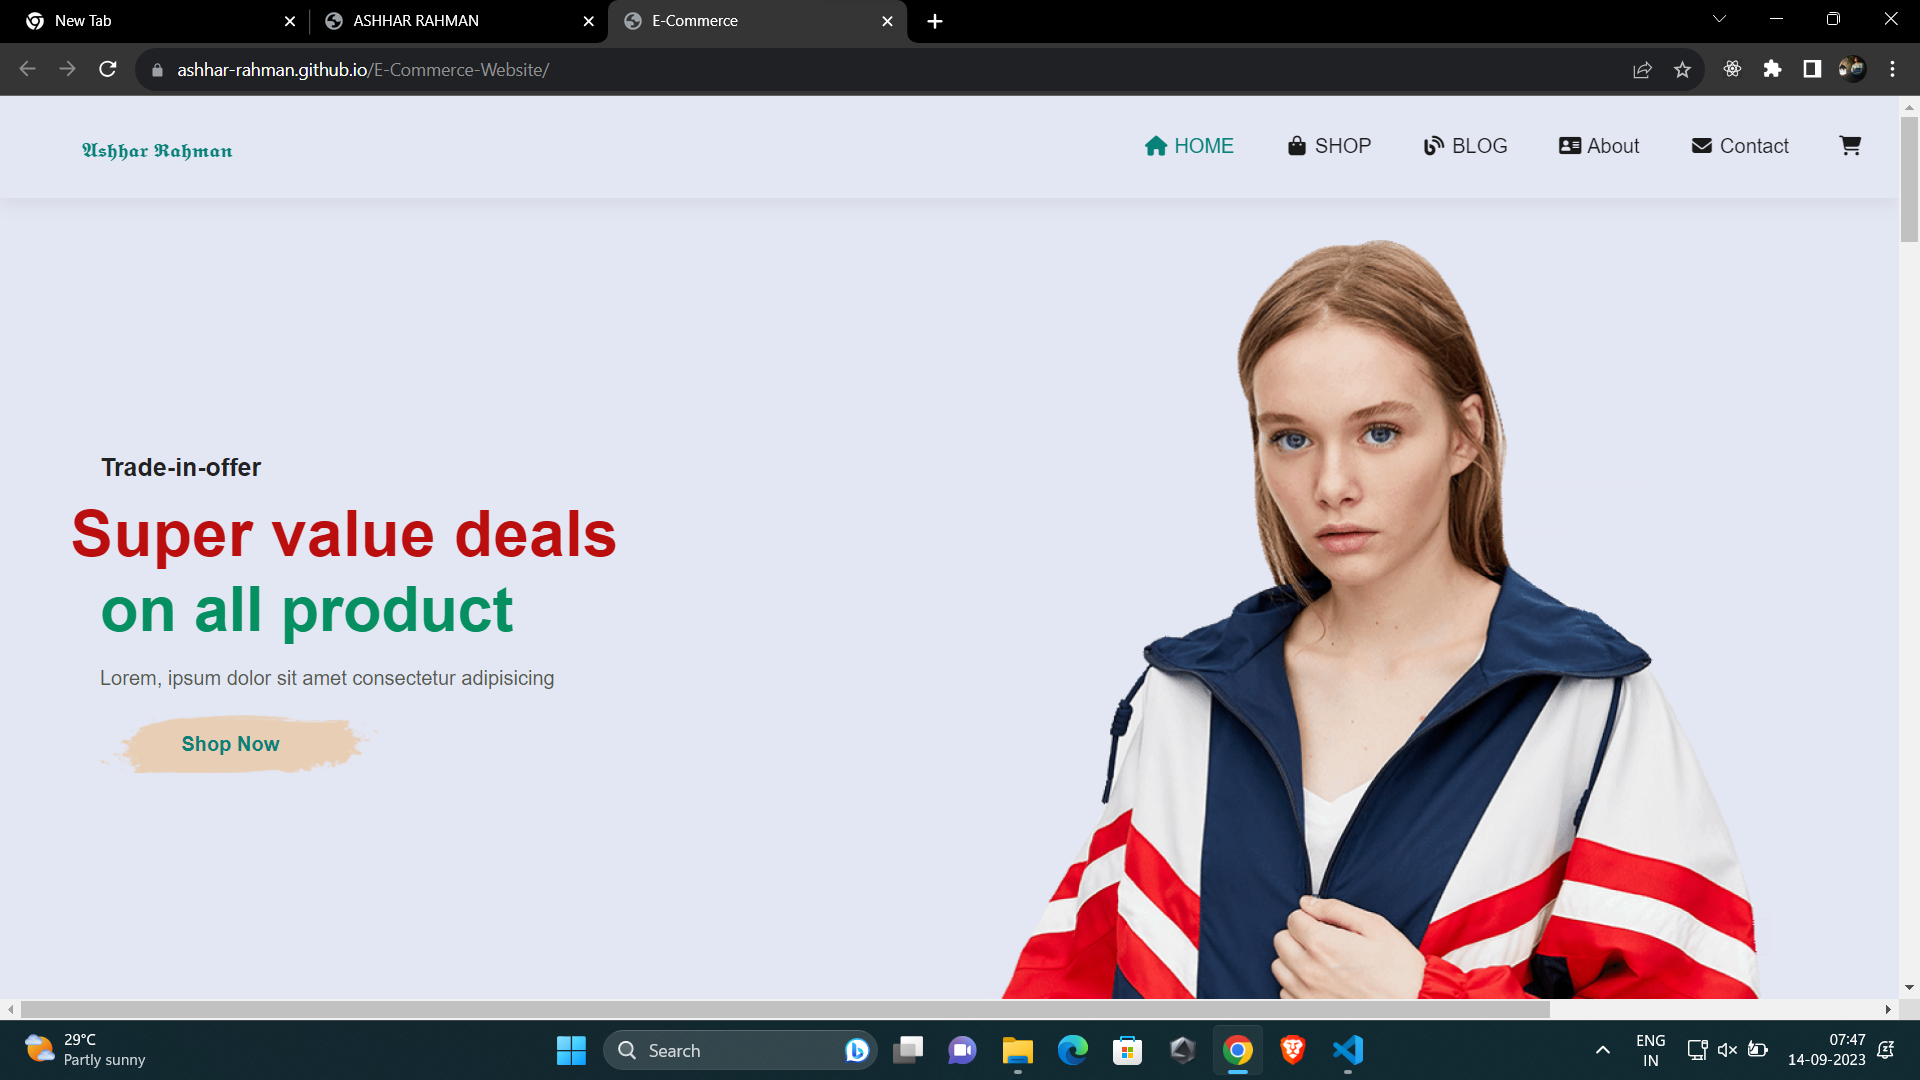 New Tab
ASHHAR RAHMAN
E-Commerce
ashhar-rahman.github.io/E-Commerce-Website/
Ashhar Rahman
HOME
SHOP
BLOG
About
Contact
Trade-in-offer
Super value deals
on all product
Lorem, ipsum dolor sit amet consectetur adipisicing
Shop Now
29°C
Partly sunny
Search
ENG
IN
07:47
14-09-2023